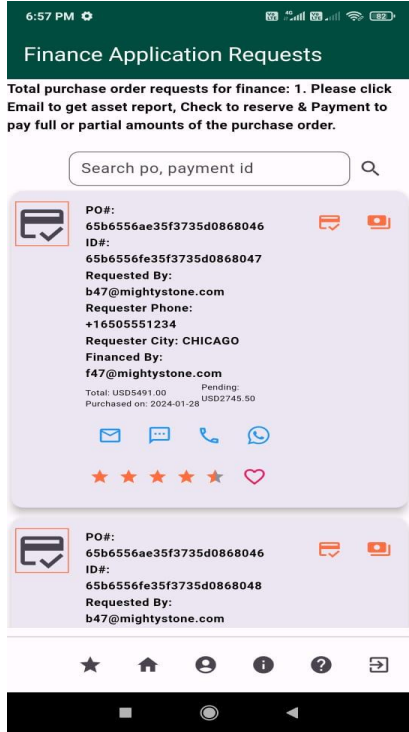 6:57 PM
4G
82
Finance Application Requests
Total purchase order requests for finance: 1. Please click
Email to get asset report, Check to reserve & Payment to
pay full or partial amounts of the purchase order.
Search po, payment id
PO#:
65b6556ae35f3735d0868046
ID#:
65b6556fe35f3735d0868047
Requested By:
b47@mightystone.com
Requester Phone:
+16505551234
Requester City: CHICAGO
Financed By:
f47@mightystone.com
Total: USD5491.00
Purchased on: 2024-01-28
Pending:
USD2745.50
PO#:
65b6556ae35f3735d0868046
ID#:
65b6556fe35f3735d0868048
Requested By:
b47@mightystone.com